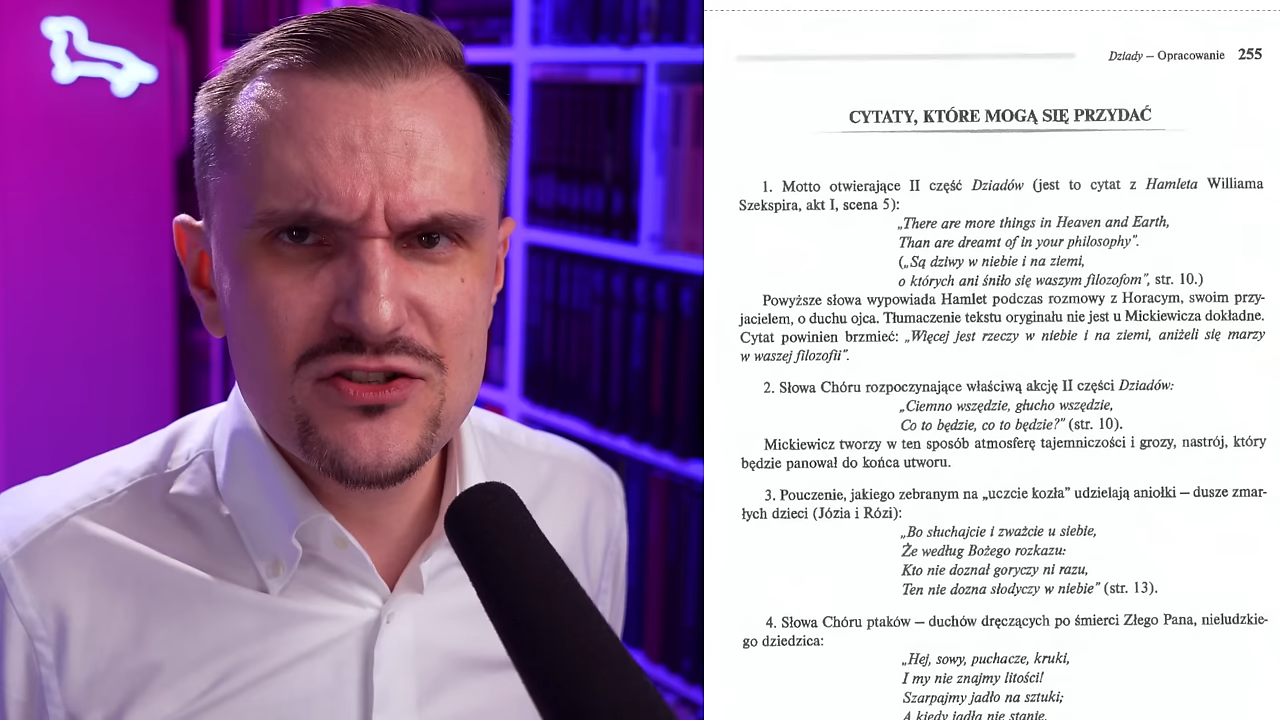 Dziady – Opracowanie 255
CYTATY, KTÓRE MOGĄ SIĘ PRZYDAĆ
1. Motto otwierające II część Dziadów (jest to cytat z Hamleta Williama
Szekspira, akt I, scena 5):
„There are more things in Heaven and Earth,
Than are dreamt of in your philosophy”.
(„Są dziwy w niebie i na ziemi,
o których ani śniło się waszym filozofom”, str. 10.)
Powyższe słowa wypowiada Hamlet podczas rozmowy z Horacym, swoim przy-
jacielem, o duchu ojca. Tłumaczenie tekstu oryginału nie jest u Mickiewicza dokładne.
Cytat powinien brzmieć: „Więcej jest rzeczy w niebie i na ziemi, aniżeli się marzy
w waszej filozofii”.
2. Słowa Chóru rozpoczynające właściwą akcję II części Dziadów:
„Ciemno wszędzie, głucho wszędzie,
Co to będzie, co to będzie?” (str. 10).
Mickiewicz tworzy w ten sposób atmosferę tajemniczości i grozy, nastrój, który
będzie panował do końca utworu.
3. Pouczenie, jakiego zebranym na „uczcie kozła” udzielają aniołki – dusze zmar-
łych dzieci (Józia i Rózi):
„Bo słuchajcie i zważcie u siebie,
Że według Bożego rozkazu:
Kto nie doznał goryczy ni razu,
Ten nie dozna słodyczy w niebie” (str. 13).
4. Słowa Chóru ptaków – duchów dręczących po śmierci Złego Pana, nieludzkie-
go dziedzica:
„Hej, sowy, puchacze, kruki,
I my nie znajmy litości!
Szarpajmy jadło na sztuki;
A kiedy jadła nie stanie,